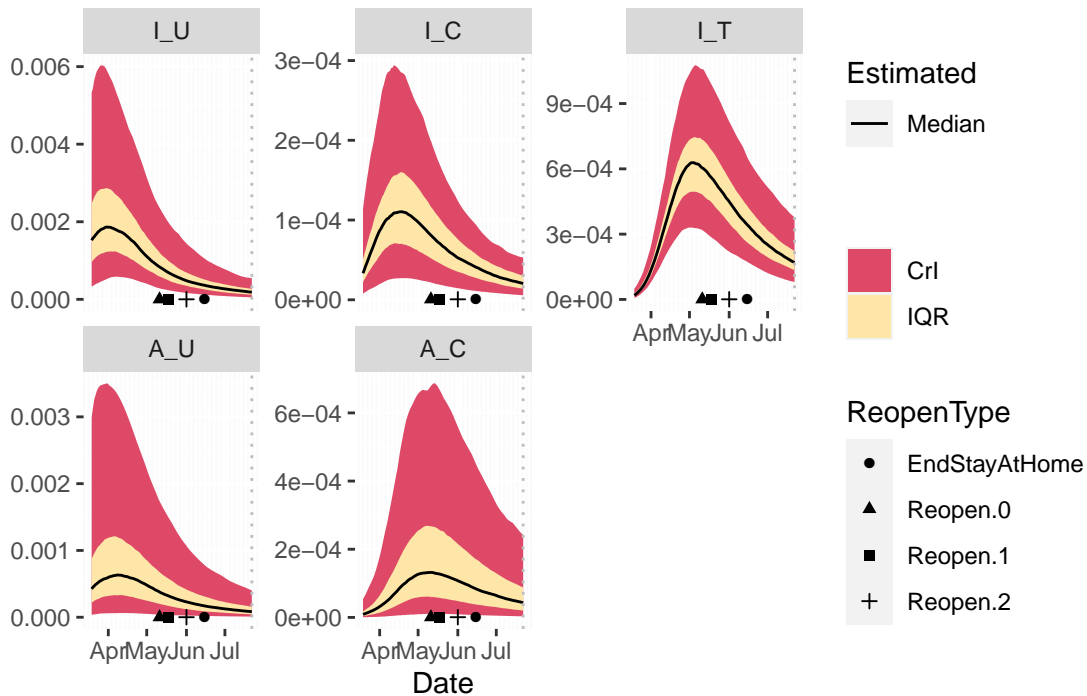 I_U
I_C
I_T
0.006
0.004
0.002
0.000
3e−04
2e−04
1e−04
0e+00
9e−04
6e−04
3e−04
0e+00
Apr May Jun Jul
A_U
A_C
0.003
0.002
0.001
0.000
6e−04
4e−04
2e−04
0e+00
Apr May Jun Jul
Apr May Jun Jul
Date
Estimated
Median
CrI
IQR
ReopenType
EndStayAtHome
Reopen.0
Reopen.1
Reopen.2